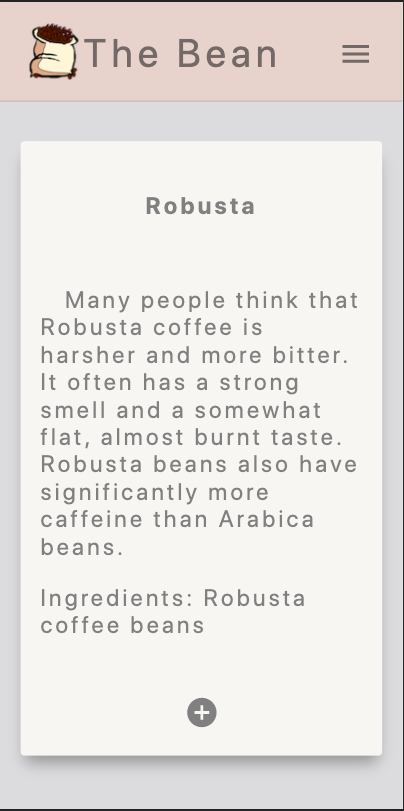 The Bean
Robusta
Many people think that
Robusta coffee is
harsher and more bitter.
It often has a strong
smell and a somewhat
flat, almost burnt taste.
Robusta beans also have
significantly more
caffeine than Arabica
beans.
Ingredients: Robusta
coffee beans